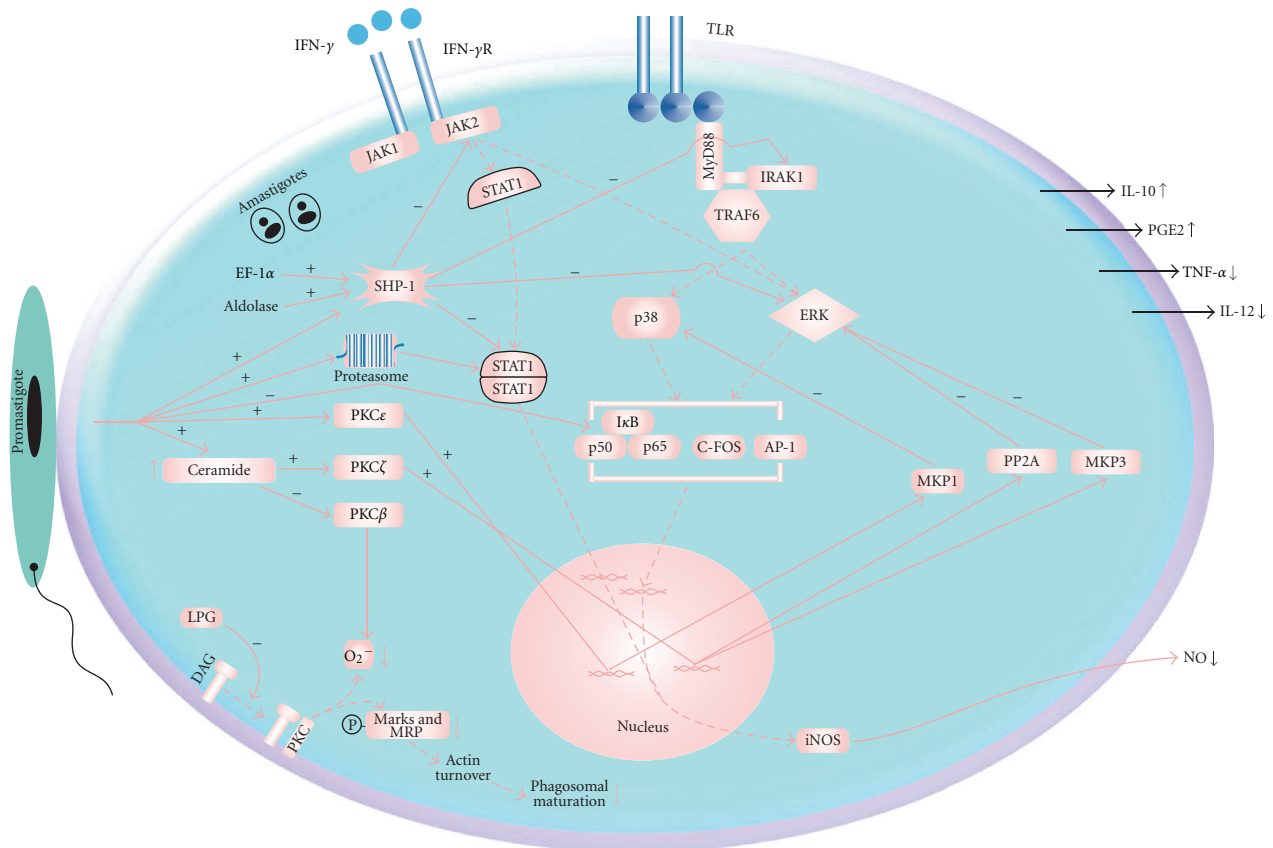 IFN-γ
IFN-γR
TLR
JAK1
JAK2
STAT1
MyD88
IRAK1
TRAF6
Amastigotes
IL-10 ↑
PGE2 ↑
TNF-α ↓
IL-12 ↓
−
−
−
−
EF-1α
+
Aldolase
+
SHP-1
p38
ERK
Promastigote
+
+
−
+
+
Proteasome
STAT1
STAT1
PKCε
IκB
p50
p65
C-FOS
AP-1
−
−
−
MKP1
PP2A
MKP3
↑
Ceramide
+
−
PKCζ
+
+
PKCβ
LPG
−
DAG
PKC
O₂⁻ ↓
P
Marks and
MRP ↓
Actin
turnover
Phagosomal
maturation ↓
Nucleus
iNOS
NO ↓